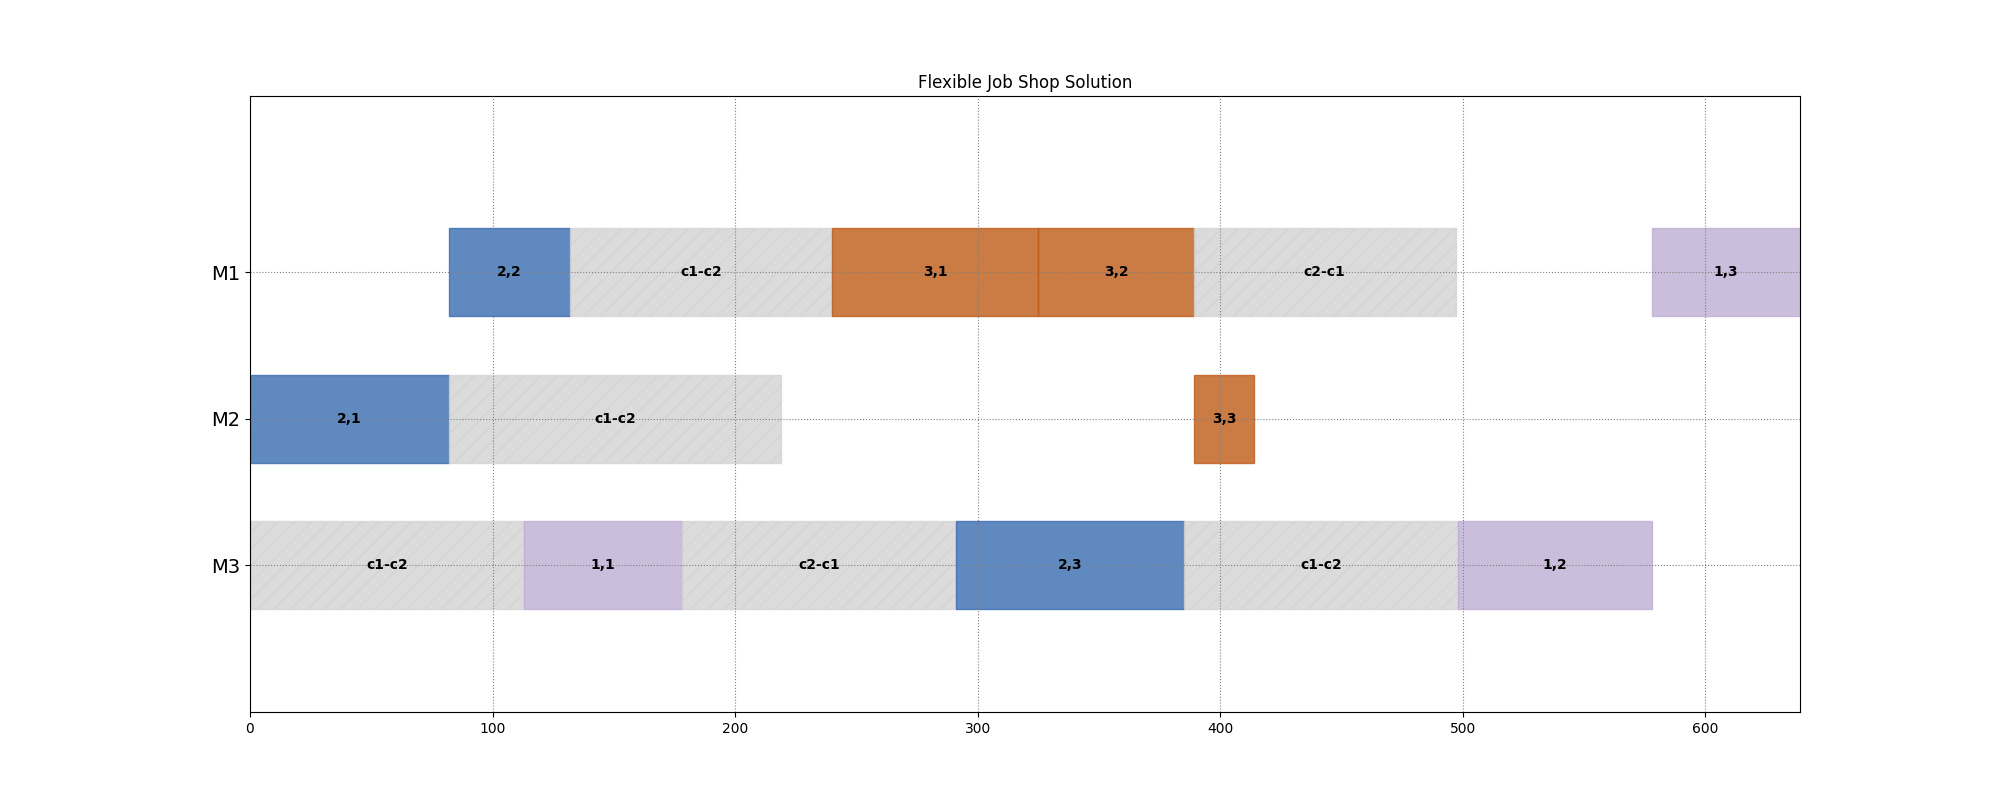 Flexible Job Shop Solution
M1
2,2
c1-c2
3,1
3,2
c2-c1
1,3
M2
2,1
c1-c2
3,3
M3
c1-c2
1,1
c2-c1
2,3
c1-c2
1,2
0
100
200
300
400
500
600